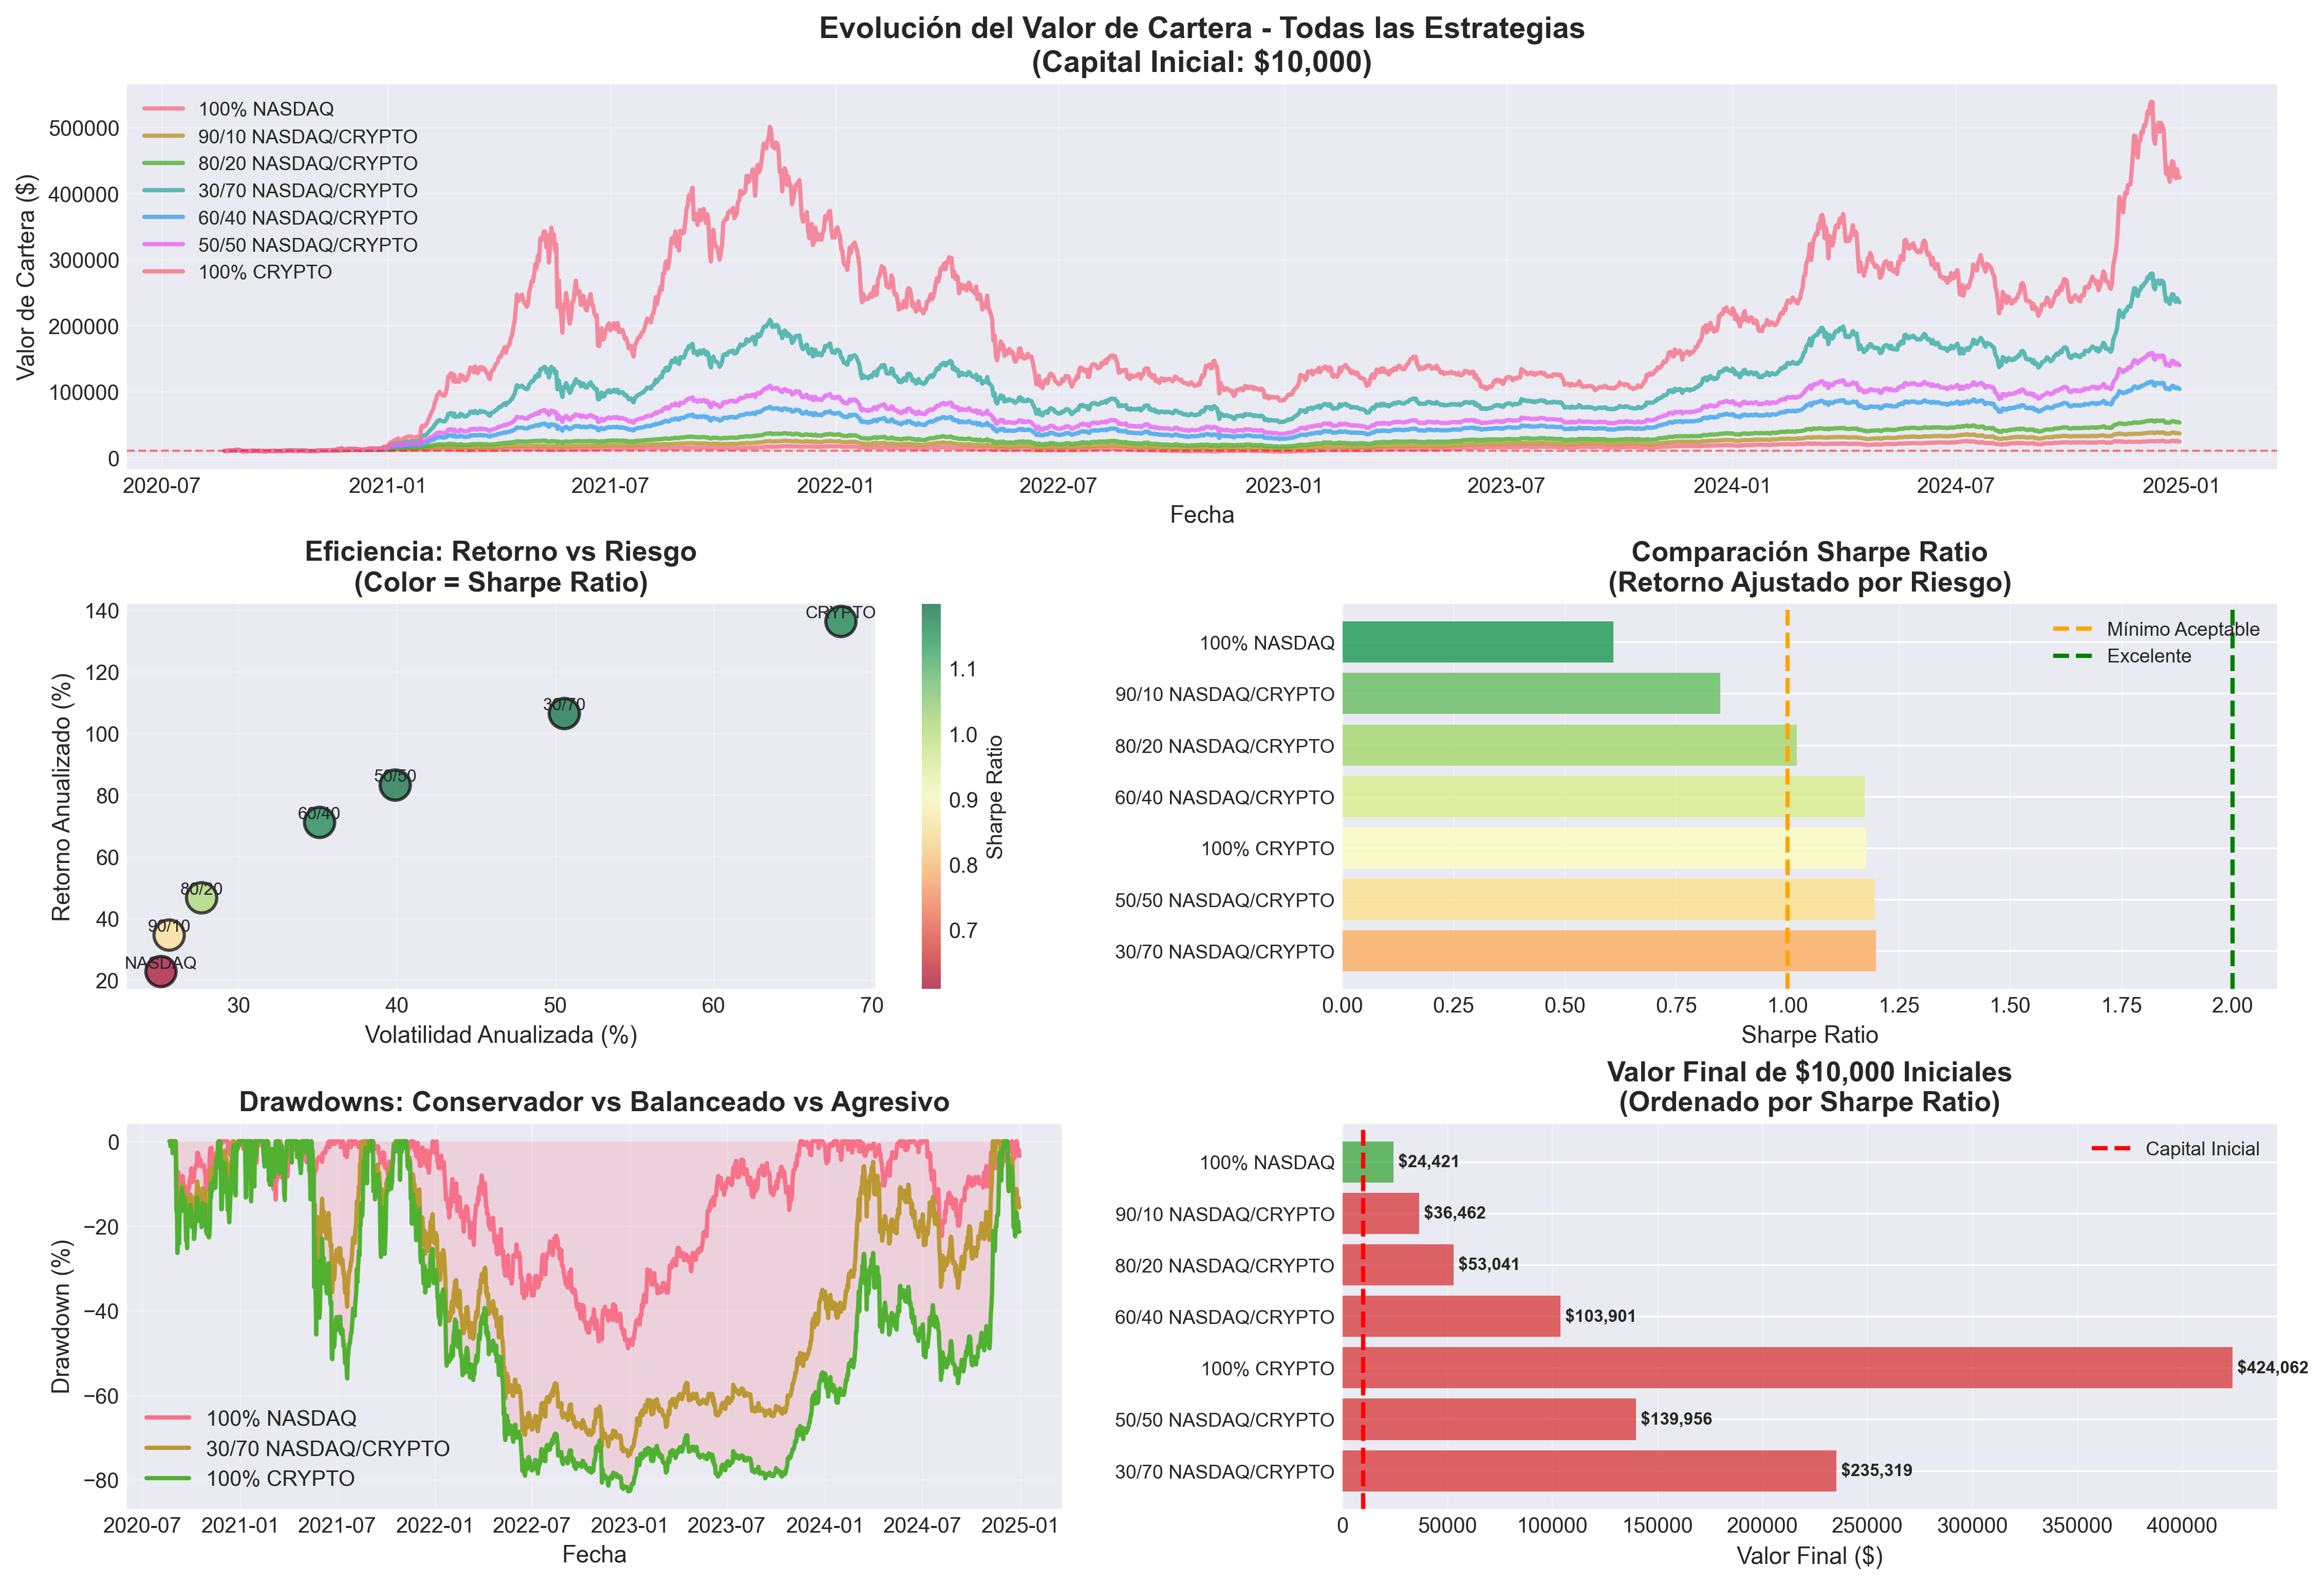 Evolución del Valor de Cartera - Todas las Estrategias
(Capital Inicial: $10,000)
Valor de Cartera ($)
500000
400000
300000
200000
100000
0
100% NASDAQ
90/10 NASDAQ/CRYPTO
80/20 NASDAQ/CRYPTO
30/70 NASDAQ/CRYPTO
60/40 NASDAQ/CRYPTO
50/50 NASDAQ/CRYPTO
100% CRYPTO
2020-07 2021-01 2021-07 2022-01 2022-07 2023-01 2023-07 2024-01 2024-07 2025-01
Fecha
Eficiencia: Retorno vs Riesgo
(Color = Sharpe Ratio)
Retorno Anualizado (%)
140
120
100
80
60
40
20
CRYPTO
30/70
50/50
60/40
80/20
90/10
NASDAQ
30 40 50 60 70
Volatilidad Anualizada (%)
1.1
1.0
0.9
0.8
0.7
Sharpe Ratio
Comparación Sharpe Ratio
(Retorno Ajustado por Riesgo)
100% NASDAQ
90/10 NASDAQ/CRYPTO
80/20 NASDAQ/CRYPTO
60/40 NASDAQ/CRYPTO
100% CRYPTO
50/50 NASDAQ/CRYPTO
30/70 NASDAQ/CRYPTO
Mínimo Aceptable
Excelente
0.00 0.25 0.50 0.75 1.00 1.25 1.50 1.75 2.00
Sharpe Ratio
Drawdowns: Conservador vs Balanceado vs Agresivo
Drawdown (%)
0
−20
−40
−60
−80
100% NASDAQ
30/70 NASDAQ/CRYPTO
100% CRYPTO
2020-07 2021-01 2021-07 2022-01 2022-07 2023-01 2023-07 2024-01 2024-07 2025-01
Fecha
Valor Final de $10,000 Iniciales
(Ordenado por Sharpe Ratio)
Capital Inicial
100% NASDAQ $24,421
90/10 NASDAQ/CRYPTO $36,462
80/20 NASDAQ/CRYPTO $53,041
60/40 NASDAQ/CRYPTO $103,901
100% CRYPTO $424,062
50/50 NASDAQ/CRYPTO $139,956
30/70 NASDAQ/CRYPTO $235,319
0 50000 100000 150000 200000 250000 300000 350000 400000
Valor Final ($)